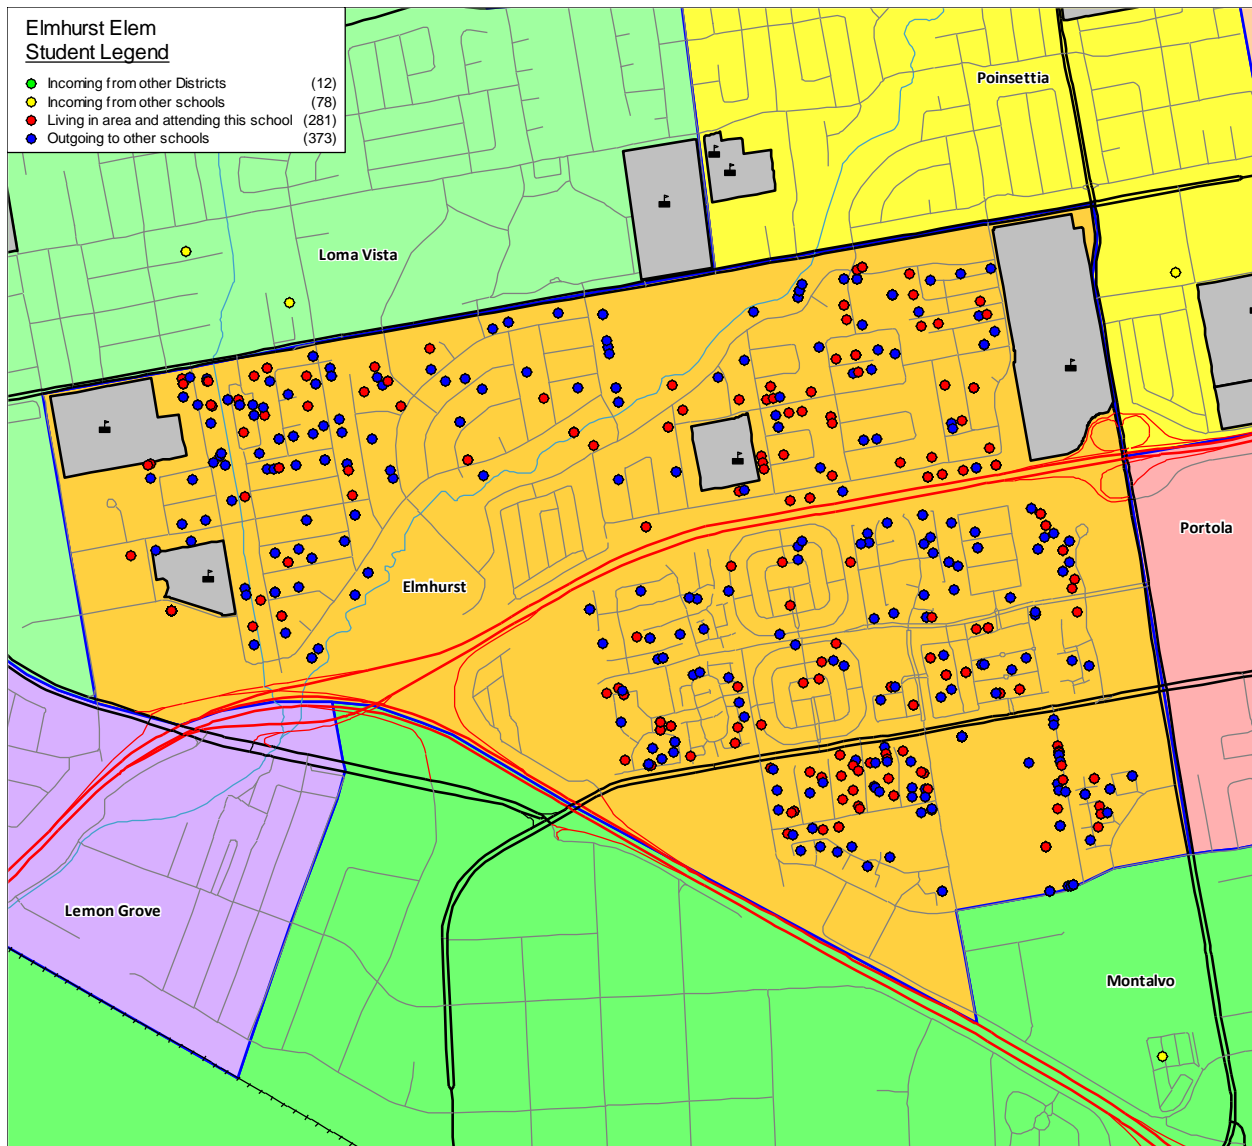 Elmhurst Elem
Student Legend
Incoming from other Districts (12)
Incoming from other schools (78)
Living in area and attending this school (281)
Outgoing to other schools (373)
Poinsettia
Loma Vista
Portola
Elmhurst
Lemon Grove
Montalvo